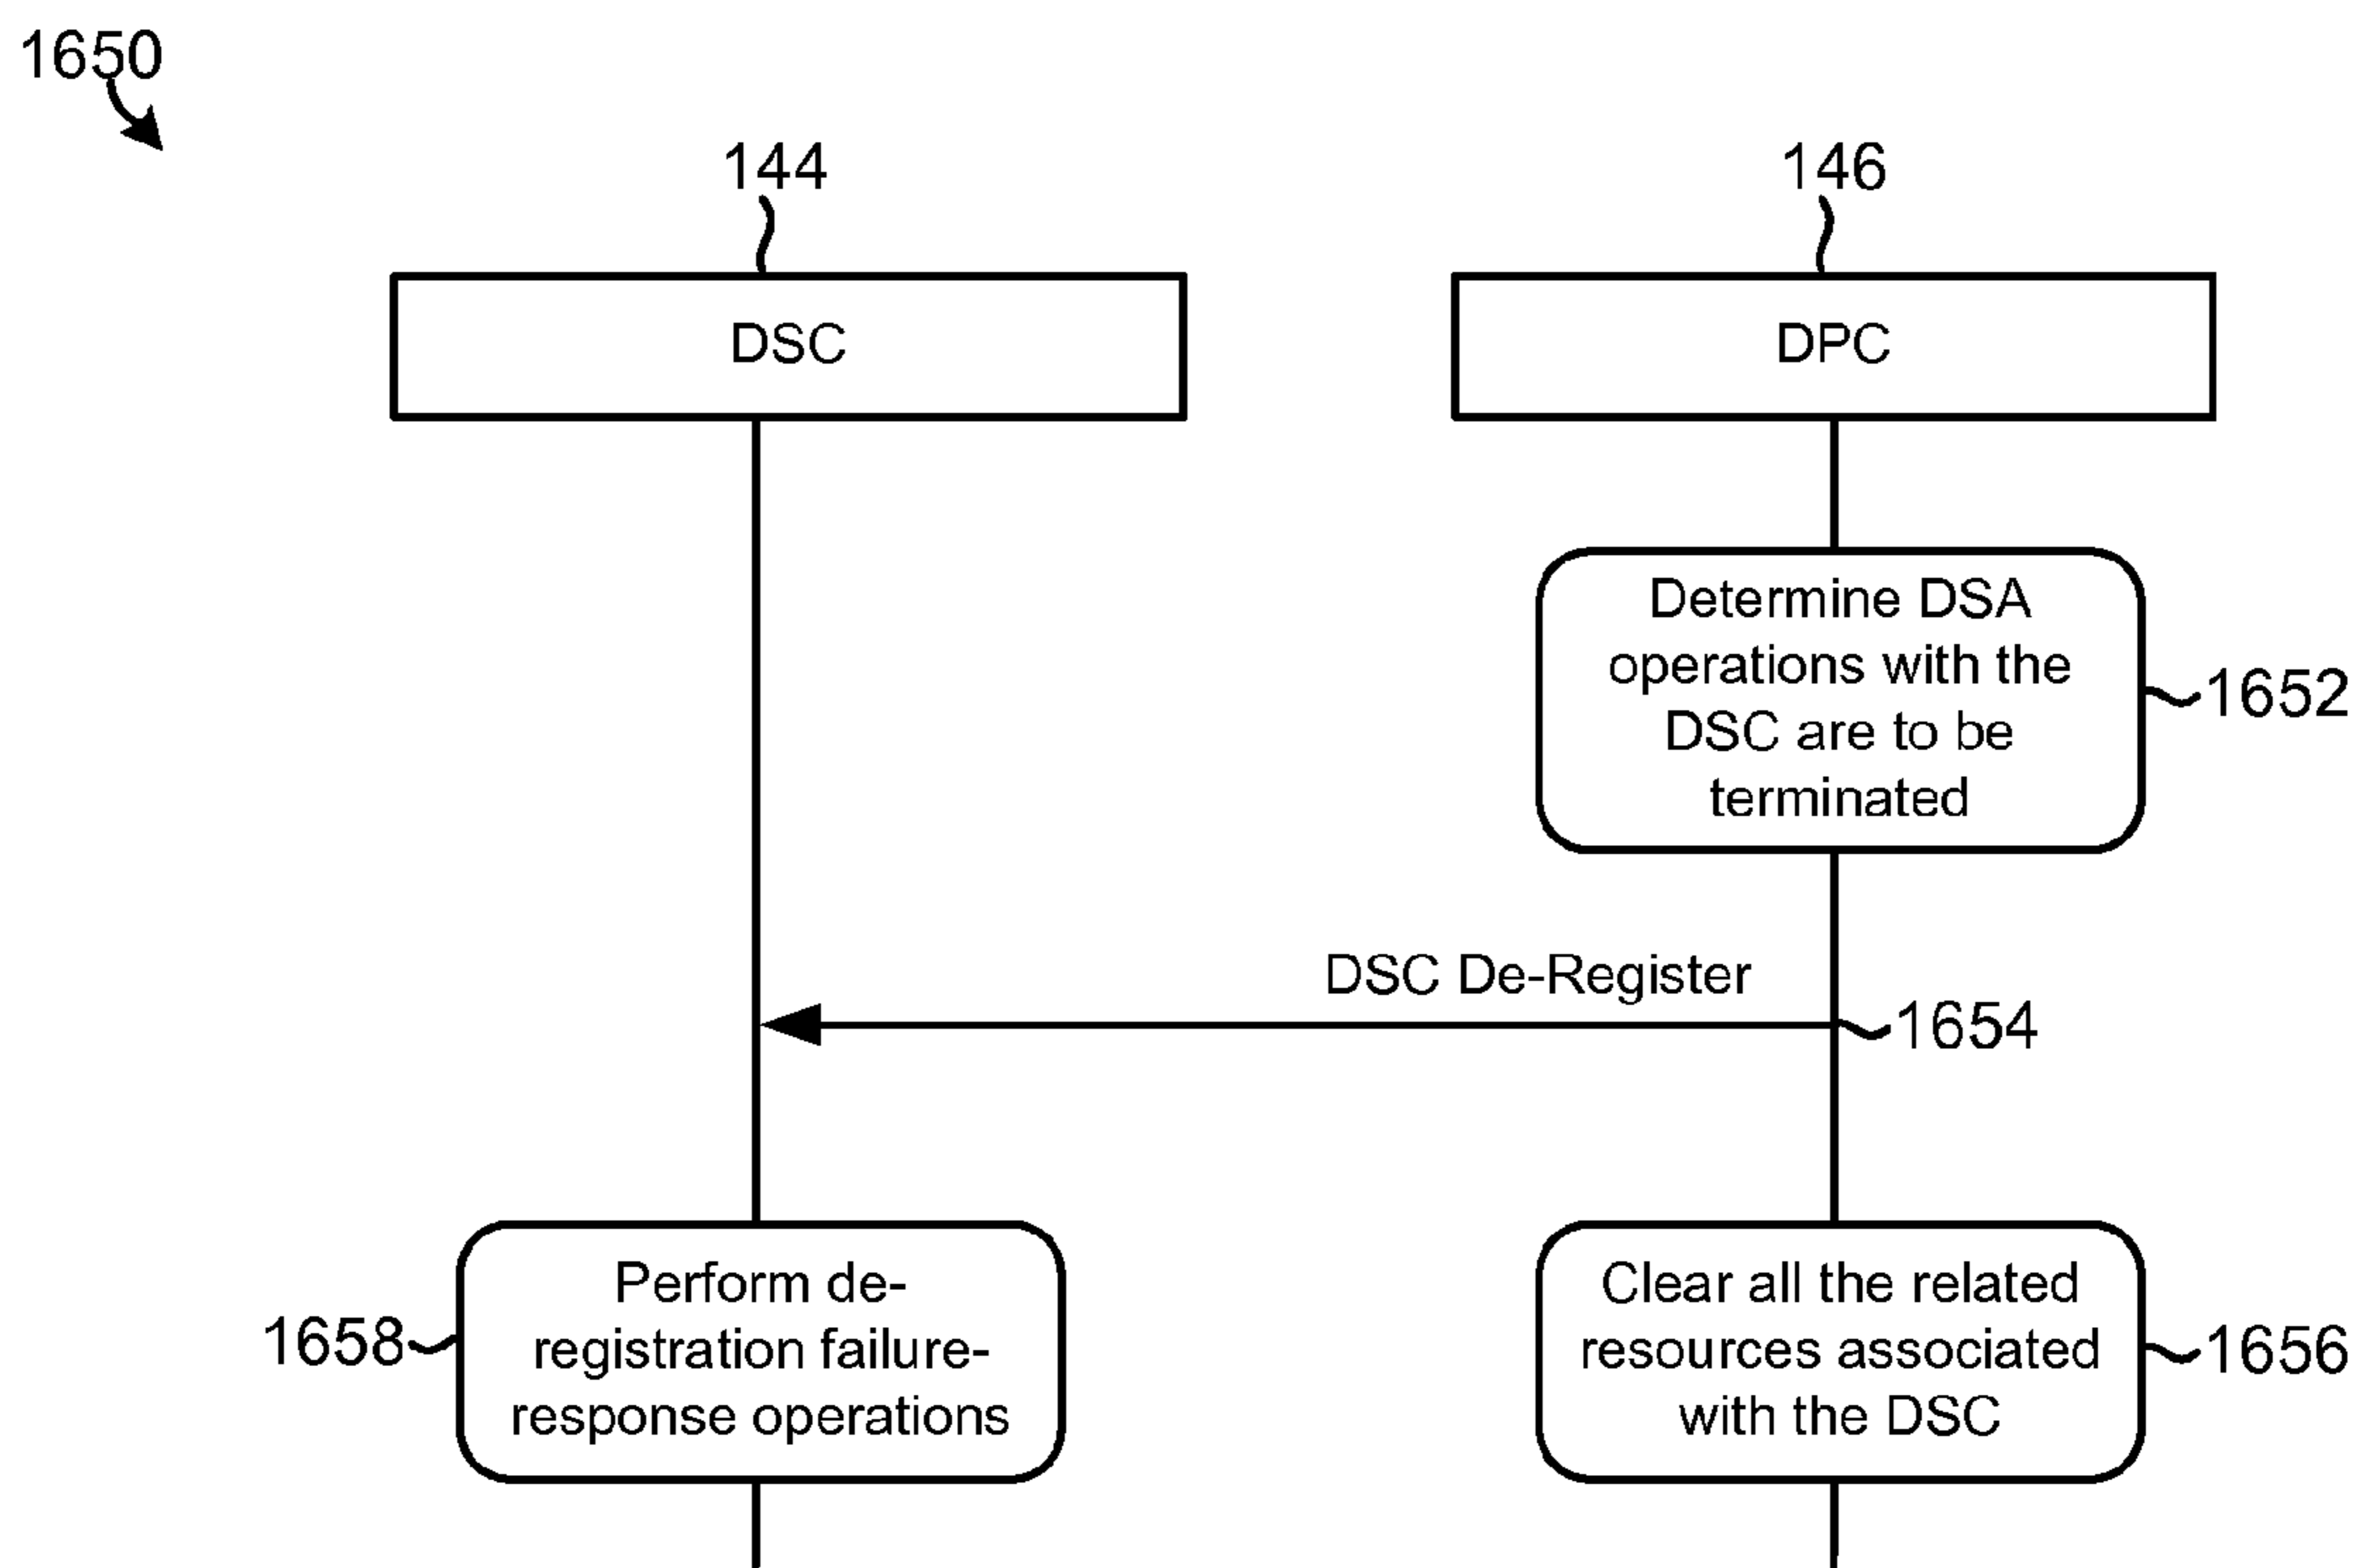 1650
144
146
DSC
DPC
Determine DSA
operations with the
DSC are to be
terminated
1652
DSC De-Register
1654
Perform de-
registration failure-
response operations
1658
Clear all the related
resources associated
with the DSC
1656